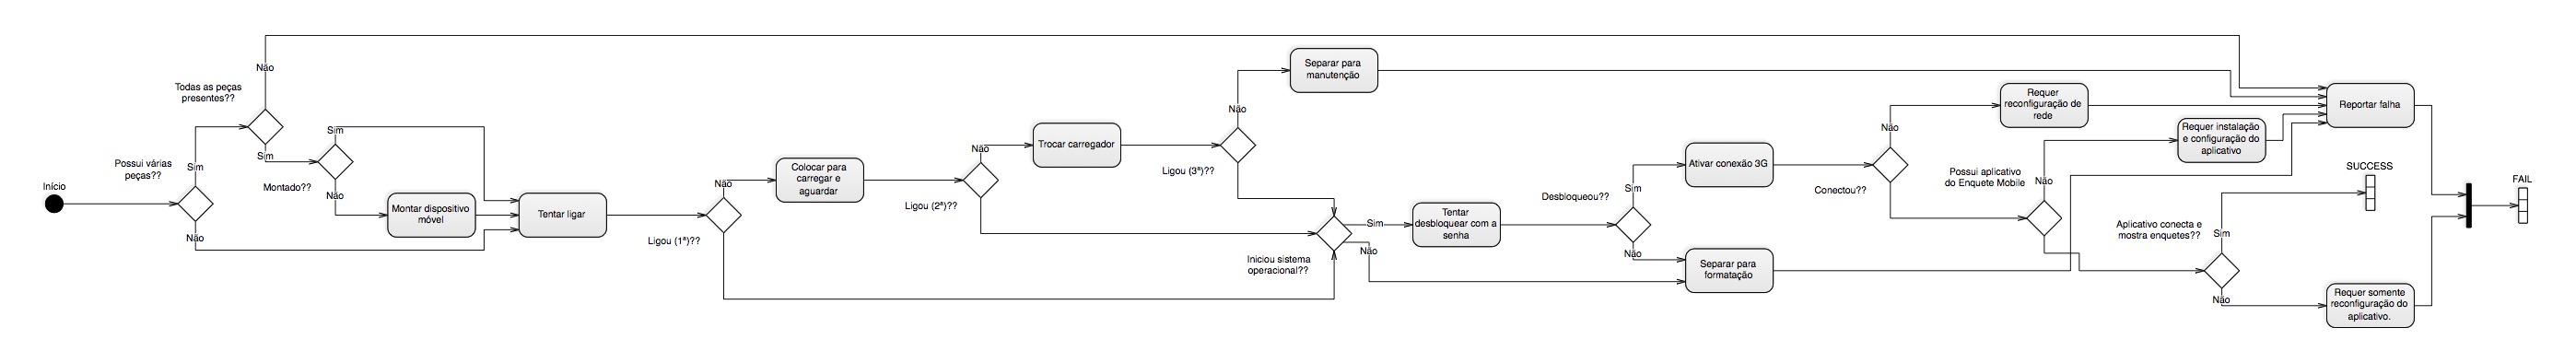 Início
Possui várias
peças??
Sim
Não
Todas as peças
presentes??
Não
Sim
Montado??
Sim
Não
Montar dispositivo
móvel
Tentar ligar
Ligou (1ª)??
Não
Colocar para
carregar e
aguardar
Ligou (2ª)??
Não
Trocar carregador
Ligou (3ª)??
Não
Separar para
manutenção
Iniciou sistema
operacional??
Sim
Não
Tentar
desbloquear com a
senha
Desbloqueou??
Sim
Não
Ativar conexão 3G
Separar para
formatação
Conectou??
Não
Requer
reconfiguração de
rede
Possui aplicativo
do Enquete Mobile
Não
Requer instalação
e configuração do
aplicativo
Aplicativo conecta e
mostra enquetes??
Sim
Não
Reportar falha
SUCCESS
Requer somente
reconfiguração do
aplicativo.
FAIL